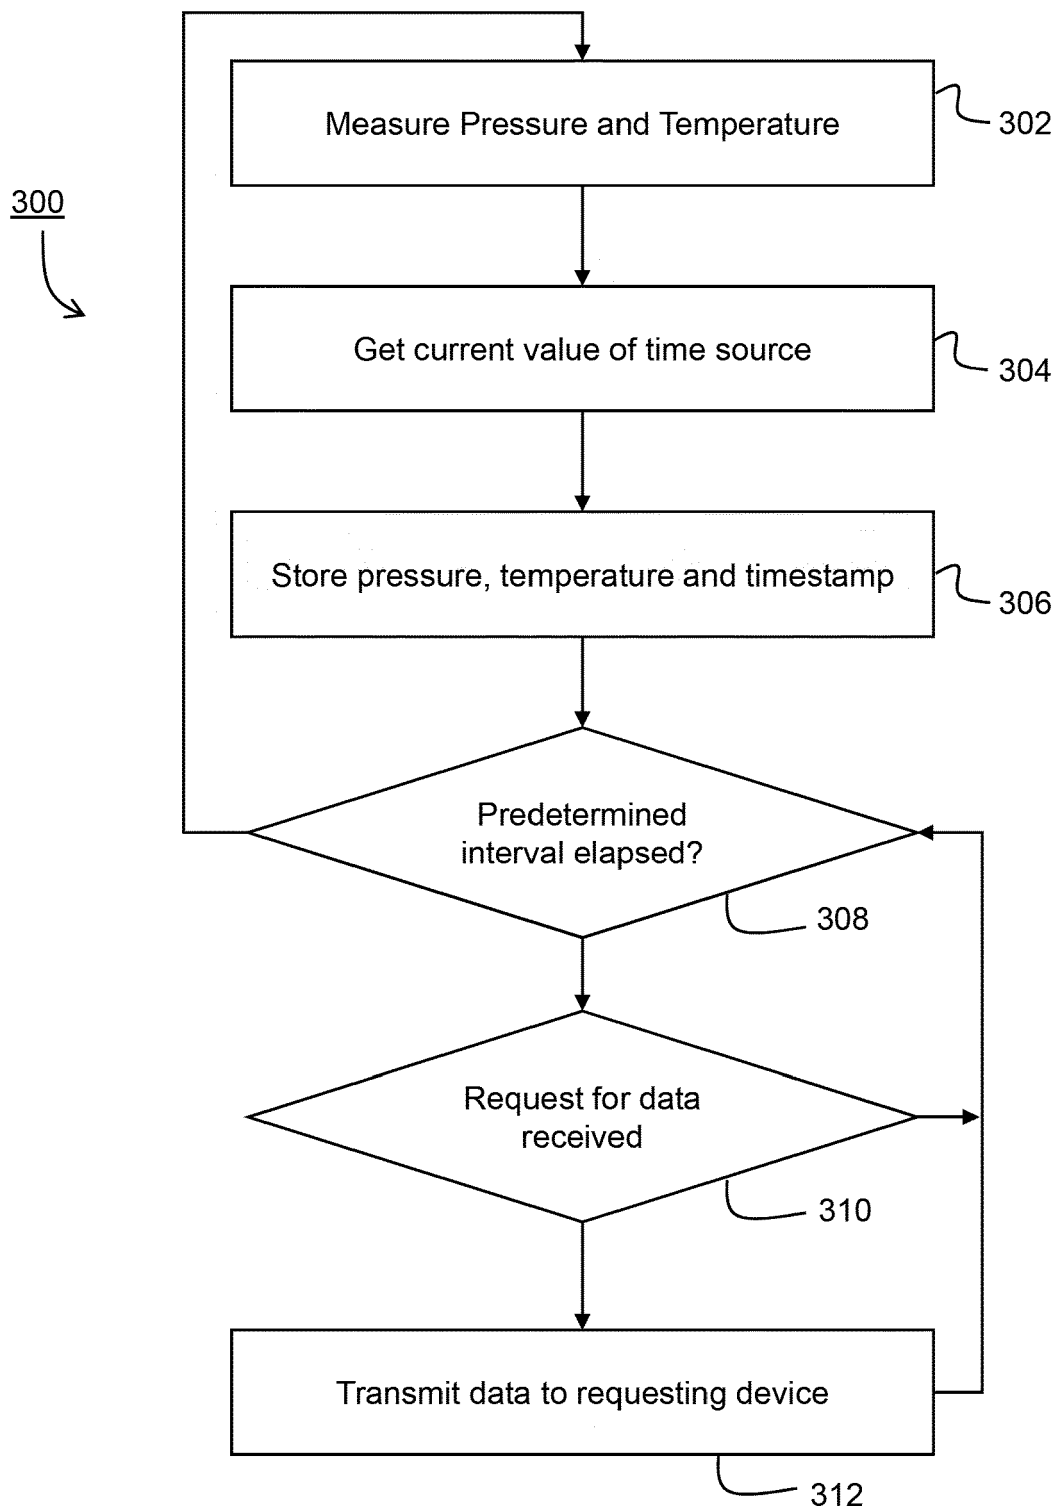 Measure Pressure and Temperature
302
300
Get current value of time source
304
Store pressure, temperature and timestamp
306
Predetermined
interval elapsed?
308
Request for data
received
310
Transmit data to requesting device
312